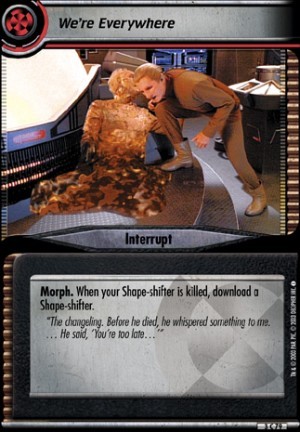 We're Everywhere
Interrupt
Morph. When your Shape-shifter is killed, download a
Shape-shifter.
"The changeling. Before he died, he whispered something to me.
… He said, 'You're too late…'"